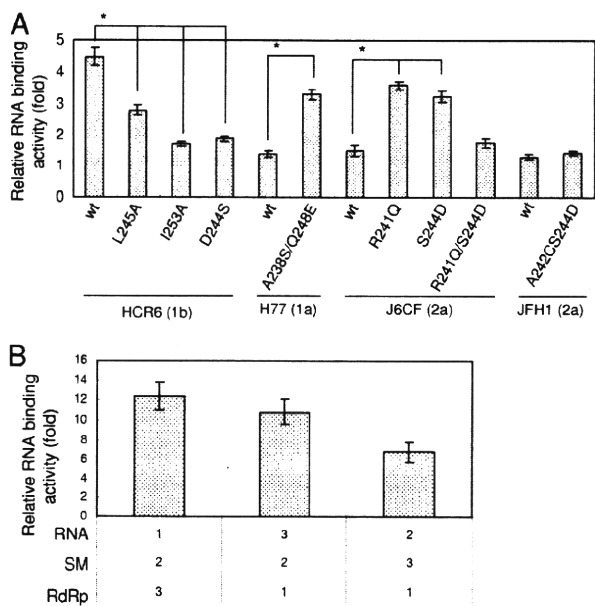 A
Relative RNA binding
activity (fold)
5
4
3
2
1
0
*
*
*
wt
L245A
I253A
D244S
wt
A238S/Q248E
wt
R241Q
S244D
R241Q/S244D
wt
A242CS244D
HCR6 (1b)
H77 (1a)
J6CF (2a)
JFH1 (2a)
B
Relative RNA binding
activity (fold)
16
14
12
10
8
6
4
2
0
RNA 1 3 2
SM 2 2 3
RdRp 3 1 1